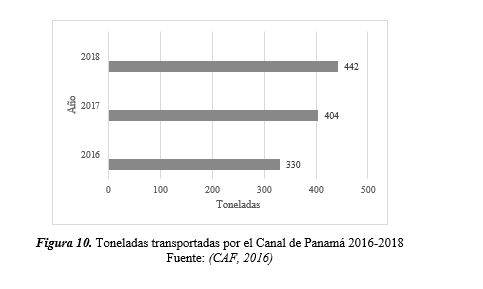 2018
442
Año
2017
404
2016
330
0 100 200 300 400 500
Toneladas
Figura 10. Toneladas transportadas por el Canal de Panamá 2016-2018
Fuente: (CAF, 2016)